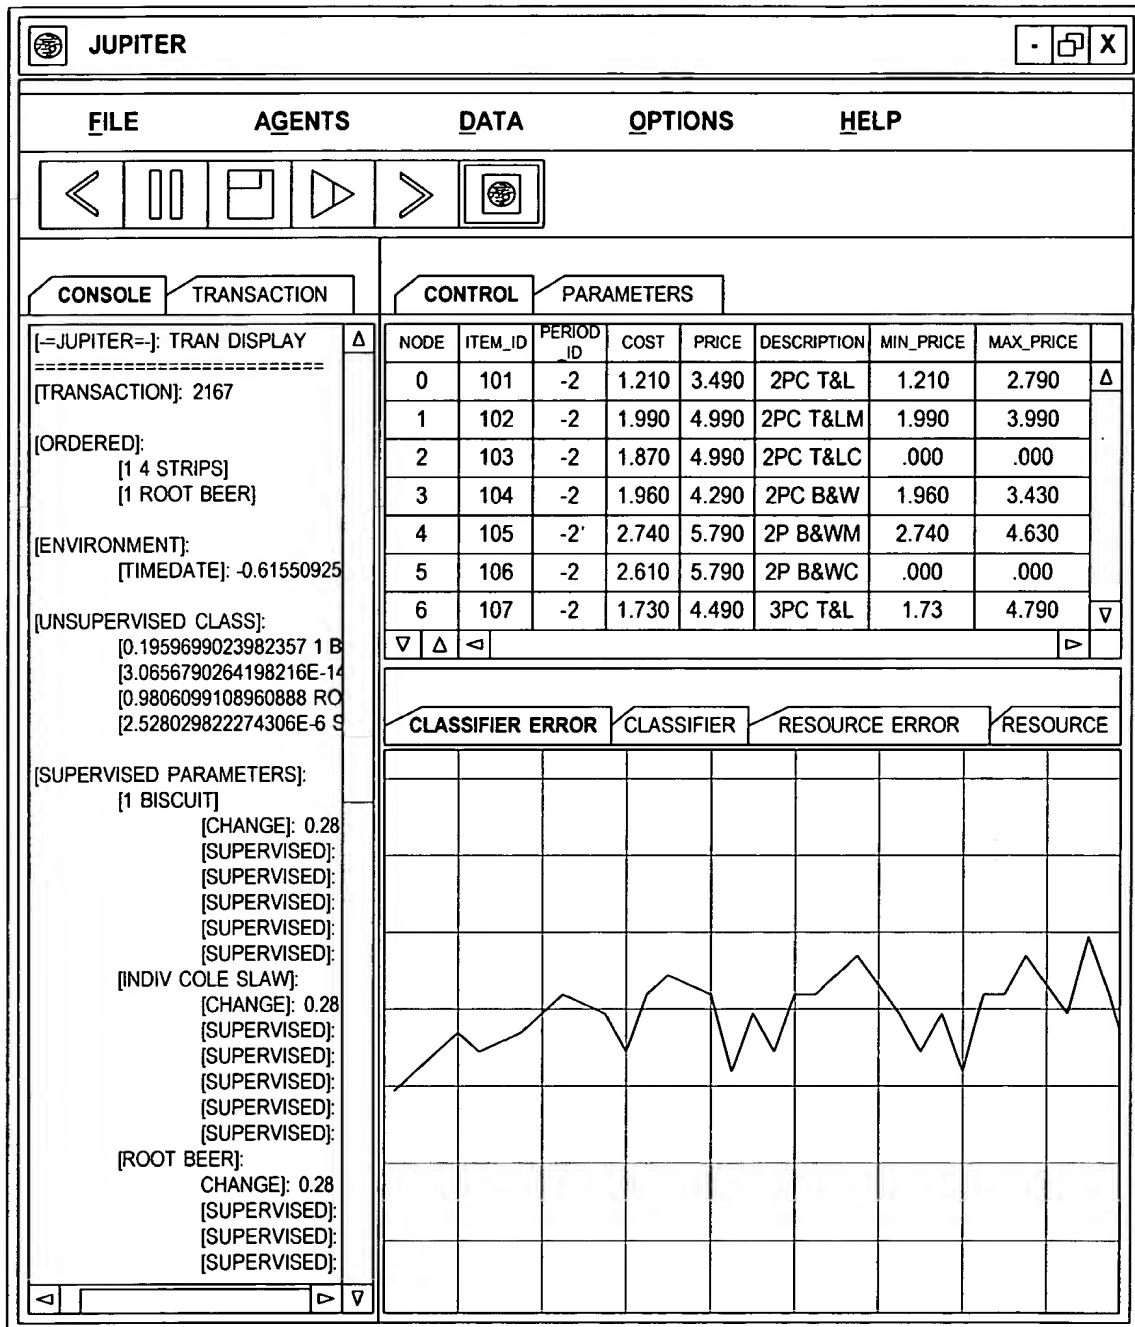 JUPITER
- X
FILE AGENTS DATA OPTIONS HELP
CONSOLE TRANSACTION
[-=JUPITER=-]: TRAN DISPLAY
===========================
[TRANSACTION]: 2167
[ORDERED]:
[1 4 STRIPS]
[1 ROOT BEER]
[ENVIRONMENT]:
[TIMEDATE]: -0.61550925
[UNSUPERVISED CLASS]:
[0.1959699023982357 1 B
[3.0656790264198216E-14
[0.9806099108960888 RO
[2.528029822274306E-6 S
[SUPERVISED PARAMETERS]:
[1 BISCUIT]
[CHANGE]: 0.28
[SUPERVISED]:
[SUPERVISED]:
[SUPERVISED]:
[SUPERVISED]:
[SUPERVISED]:
[INDIV COLE SLAW]:
[CHANGE]: 0.28
[SUPERVISED]:
[SUPERVISED]:
[SUPERVISED]:
[SUPERVISED]:
[SUPERVISED]:
[ROOT BEER]:
CHANGE]: 0.28
[SUPERVISED]:
[SUPERVISED]:
[SUPERVISED]:
CONTROL PARAMETERS
NODE ITEM_ID PERIOD_ID COST PRICE DESCRIPTION MIN_PRICE MAX_PRICE
0 101 -2 1.210 3.490 2PC T&L 1.210 2.790
1 102 -2 1.990 4.990 2PC T&LM 1.990 3.990
2 103 -2 1.870 4.990 2PC T&LC .000 .000
3 104 -2 1.960 4.290 2PC B&W 1.960 3.430
4 105 -2 2.740 5.790 2P B&WM 2.740 4.630
5 106 -2 2.610 5.790 2P B&WC .000 .000
6 107 -2 1.730 4.490 3PC T&L 1.73 4.790
CLASSIFIER ERROR CLASSIFIER RESOURCE ERROR RESOURCE